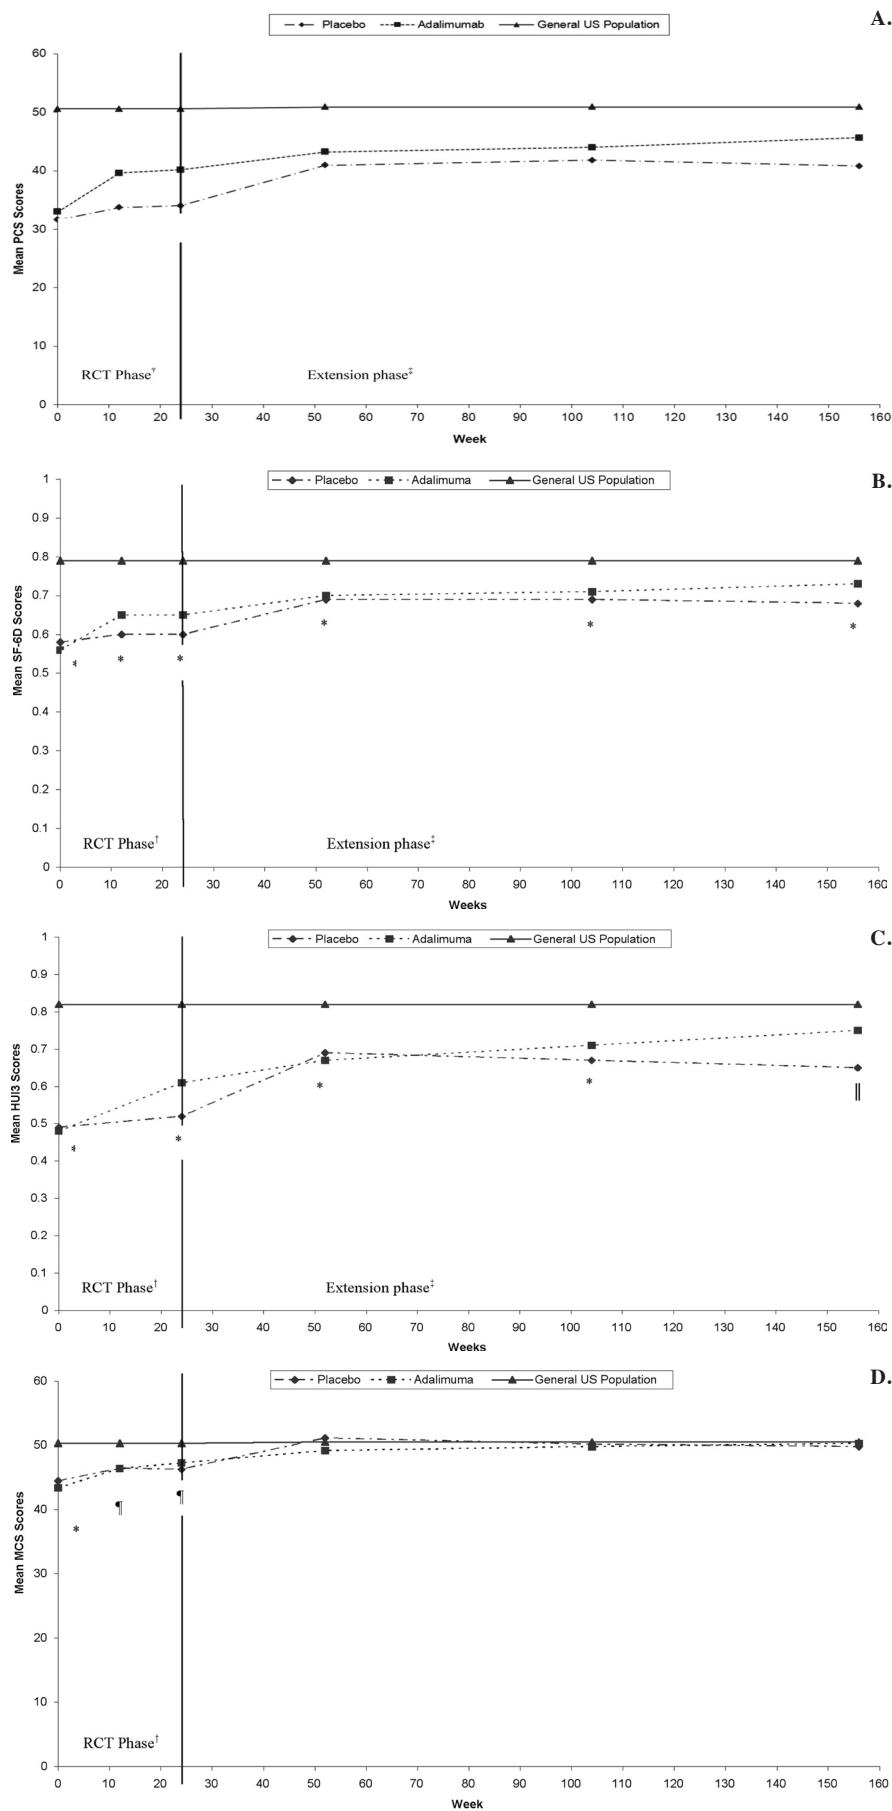 A.
Placebo Adalimumab General US Population
60
50
40
30
20
10
0
Mean PCS Scores
RCT Phase† Extension phase‡
0 10 20 30 40 50 60 70 80 90 100 110 120 130 140 150 160
Week
B.
Placebo Adalimuma General US Population
1
0.9
0.8
0.7
0.6
0.5
0.4
0.3
0.2
0.1
0
Mean SF-6D Scores
* * * * * *
RCT Phase† Extension phase‡
0 10 20 30 40 50 60 70 80 90 100 110 120 130 140 150 160
Weeks
C.
Placebo Adalimuma General US Population
1
0.9
0.8
0.7
0.6
0.5
0.4
0.3
0.2
0.1
0
Mean HUI3 Scores
* * * * ‖
RCT Phase† Extension phase‡
0 10 20 30 40 50 60 70 80 90 100 110 120 130 140 150 160
Weeks
D.
Placebo Adalimuma General US Population
60
50
40
30
20
10
0
Mean MCS Scores
* ¶ ¶
RCT Phase†
0 10 20 30 40 50 60 70 80 90 100 110 120 130 140 150 160
Week